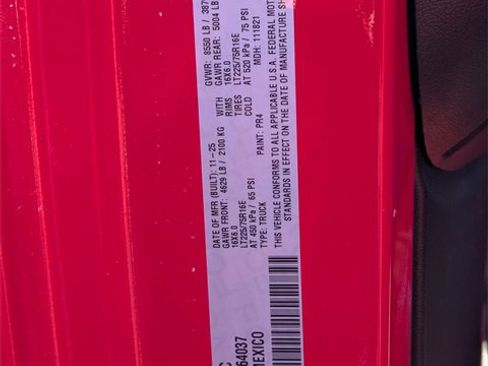 DATE OF MFR (BUILT): 11-25 GVWR: 8550 LB / 387
GAWR FRONT: 4629 LB / 2100 KG WITH GAWR REAR: 5004 LB
16X6.0 RIMS 16X6.0
LT225/75R16E TIRES LT225/75R16E
AT 450 kPa / 65 PSI COLD AT 520 kPa / 75 PSI
TYPE: TRUCK PAINT: PR4 MDH: 111821
THIS VEHICLE CONFORMS TO ALL APPLICABLE U.S.A. FEDERAL MOTOR
STANDARDS IN EFFECT ON THE DATE OF MANUFACTURE SH
64037
MEXICO